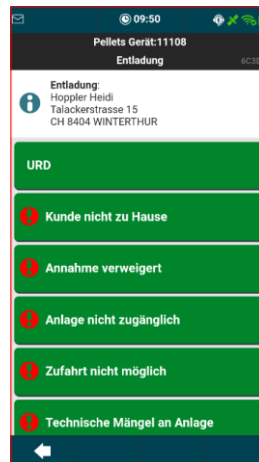 09:50
Pellets Gerät:11108
Entladung
6C3C
Entladung:
Hoppler Heidi
Talackerstrasse 15
CH 8404 WINTERTHUR
URD
Kunde nicht zu Hause
Annahme verweigert
Anlage nicht zugänglich
Zufahrt nicht möglich
Technische Mängel an Anlage